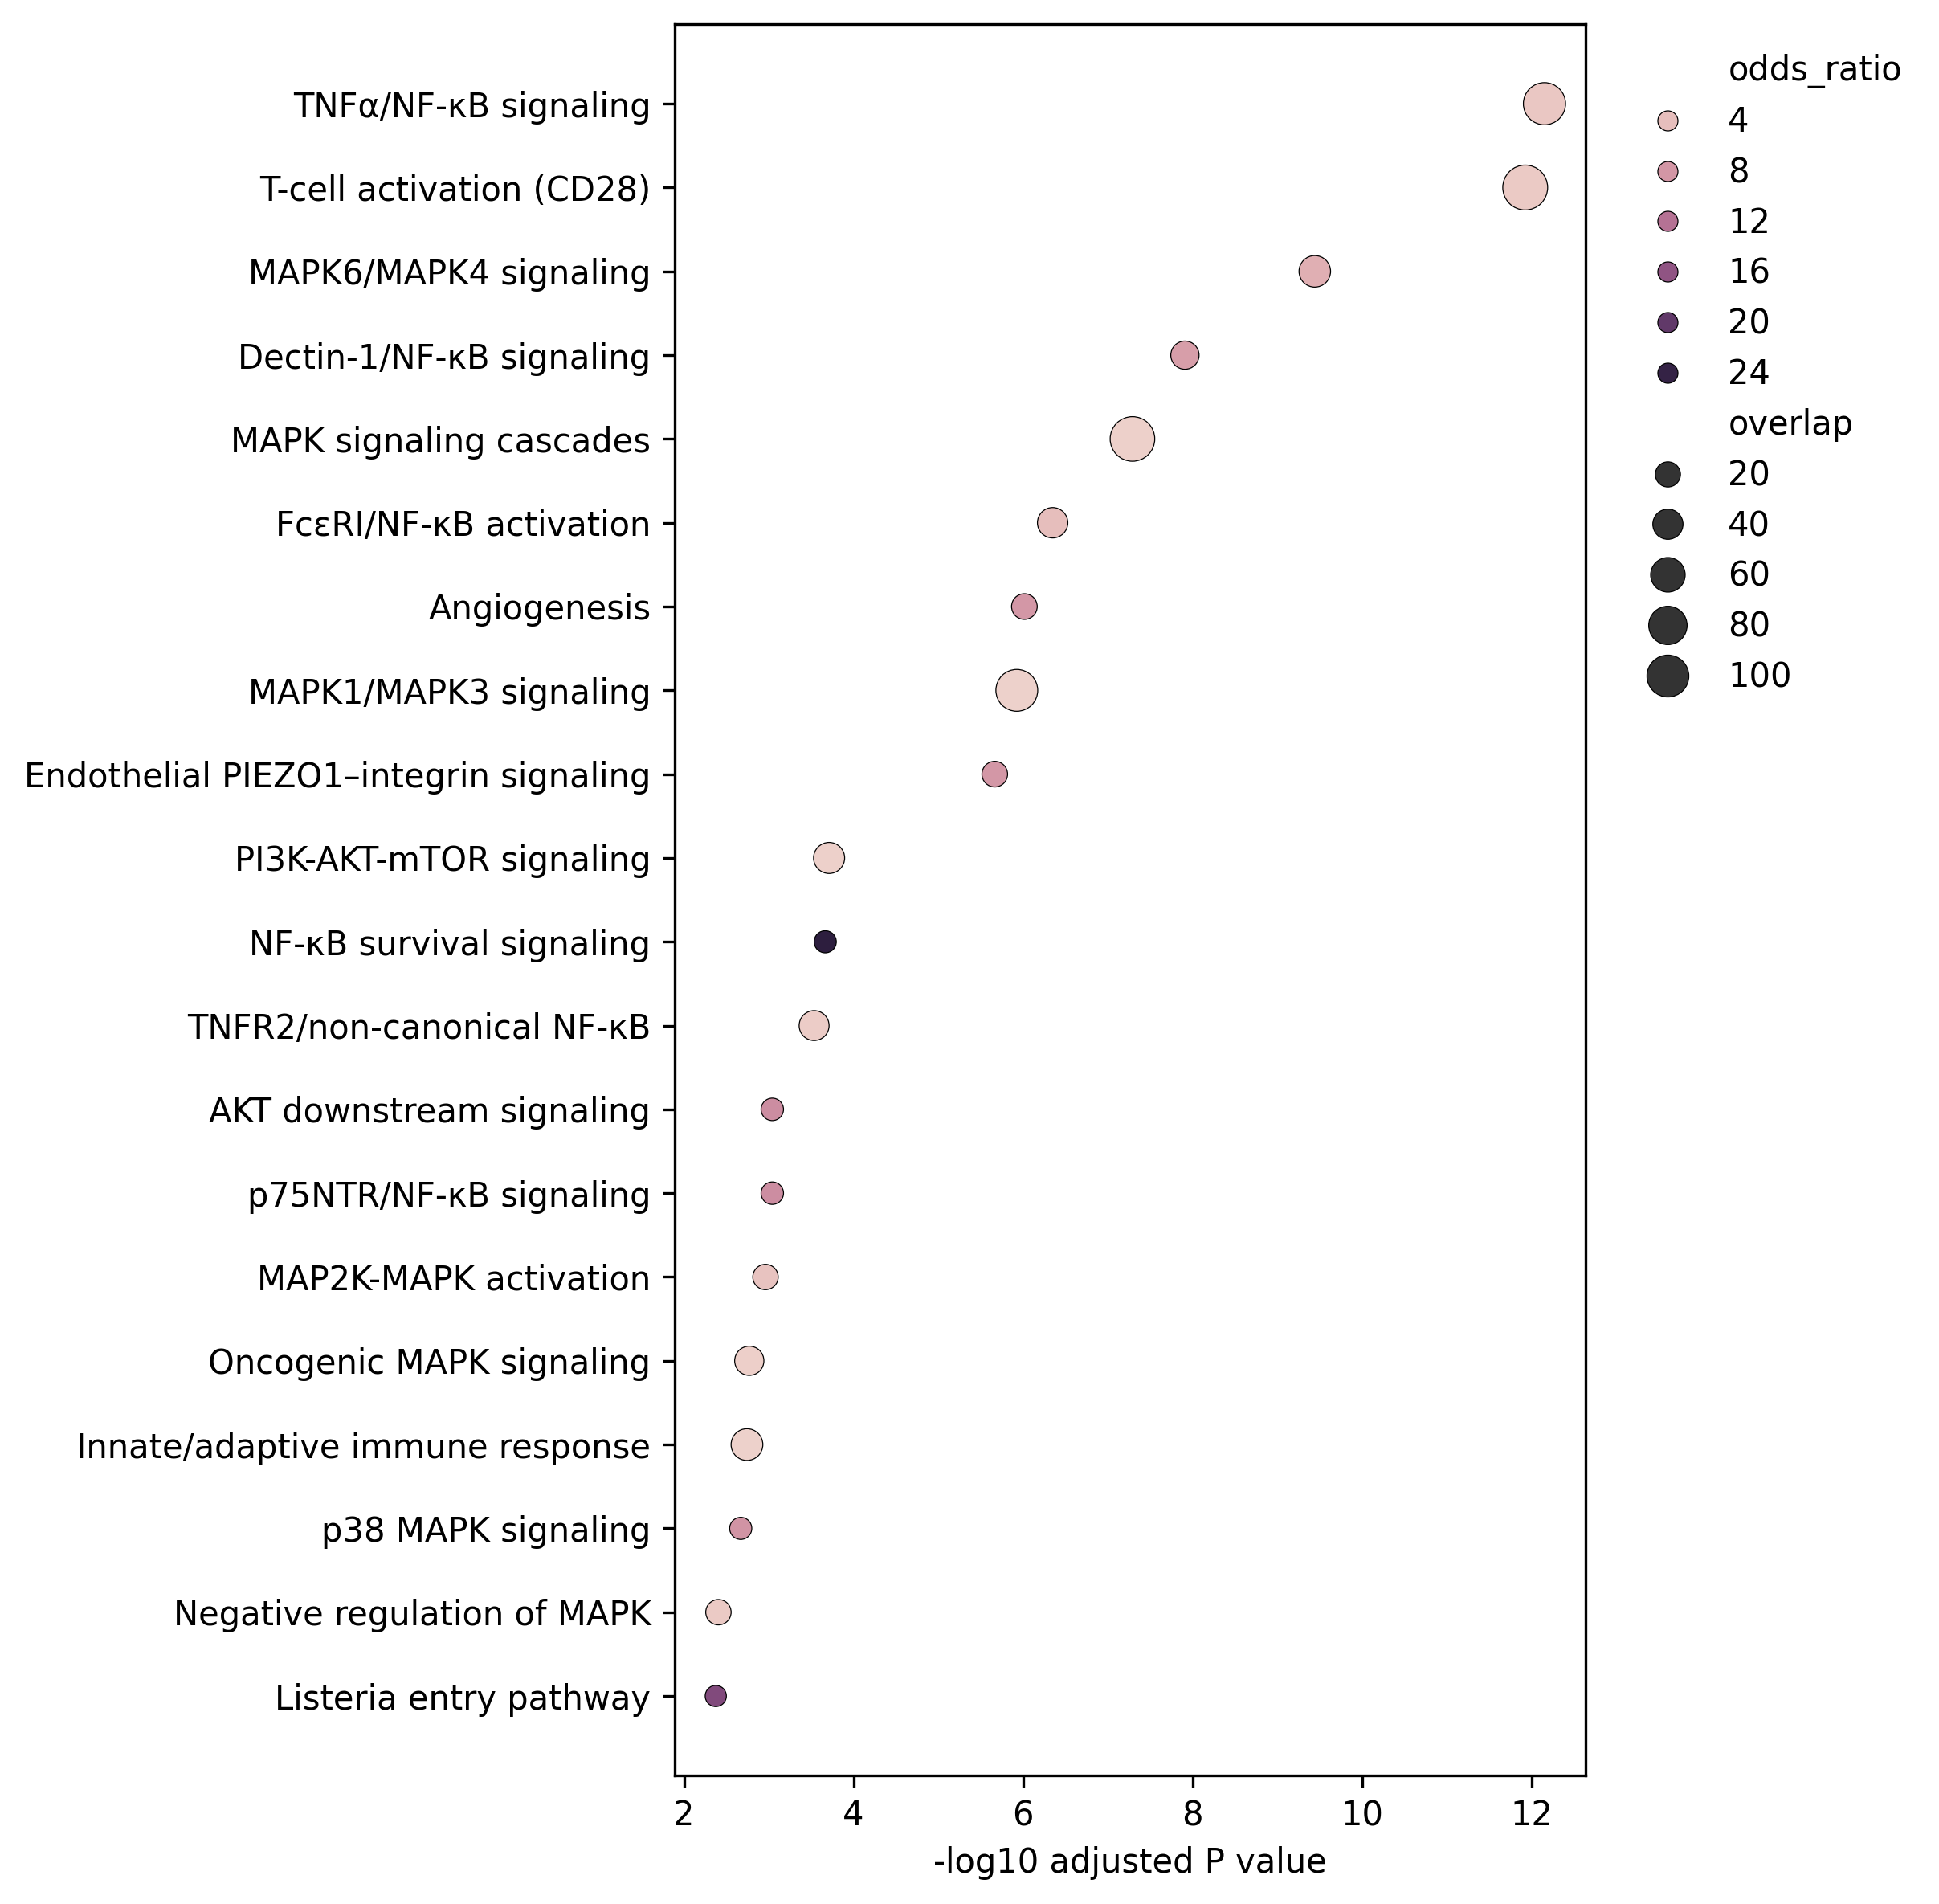 TNFα/NF-κB signaling
T-cell activation (CD28)
MAPK6/MAPK4 signaling
Dectin-1/NF-κB signaling
MAPK signaling cascades
FcεRI/NF-κB activation
Angiogenesis
MAPK1/MAPK3 signaling
Endothelial PIEZO1–integrin signaling
PI3K-AKT-mTOR signaling
NF-κB survival signaling
TNFR2/non-canonical NF-κB
AKT downstream signaling
p75NTR/NF-κB signaling
MAP2K-MAPK activation
Oncogenic MAPK signaling
Innate/adaptive immune response
p38 MAPK signaling
Negative regulation of MAPK
Listeria entry pathway
2 4 6 8 10 12
-log10 adjusted P value
odds_ratio
4
8
12
16
20
24
overlap
20
40
60
80
100